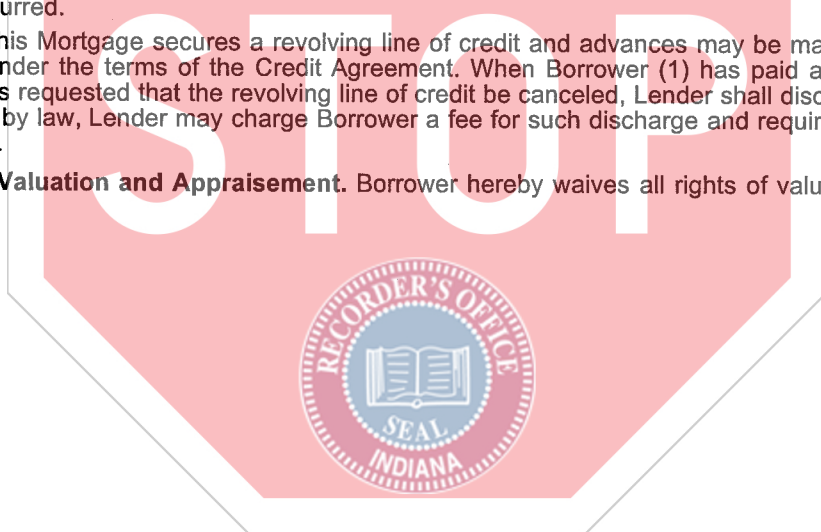 urred.
his Mortgage secures a revolving line of credit and advances may be ma
nder the terms of the Credit Agreement. When Borrower (1) has paid a
s requested that the revolving line of credit be canceled, Lender shall disc
by law, Lender may charge Borrower a fee for such discharge and requir
Valuation and Appraisement. Borrower hereby waives all rights of valu
STOP
RECORDER'S OFFICE
SEAL
INDIANA